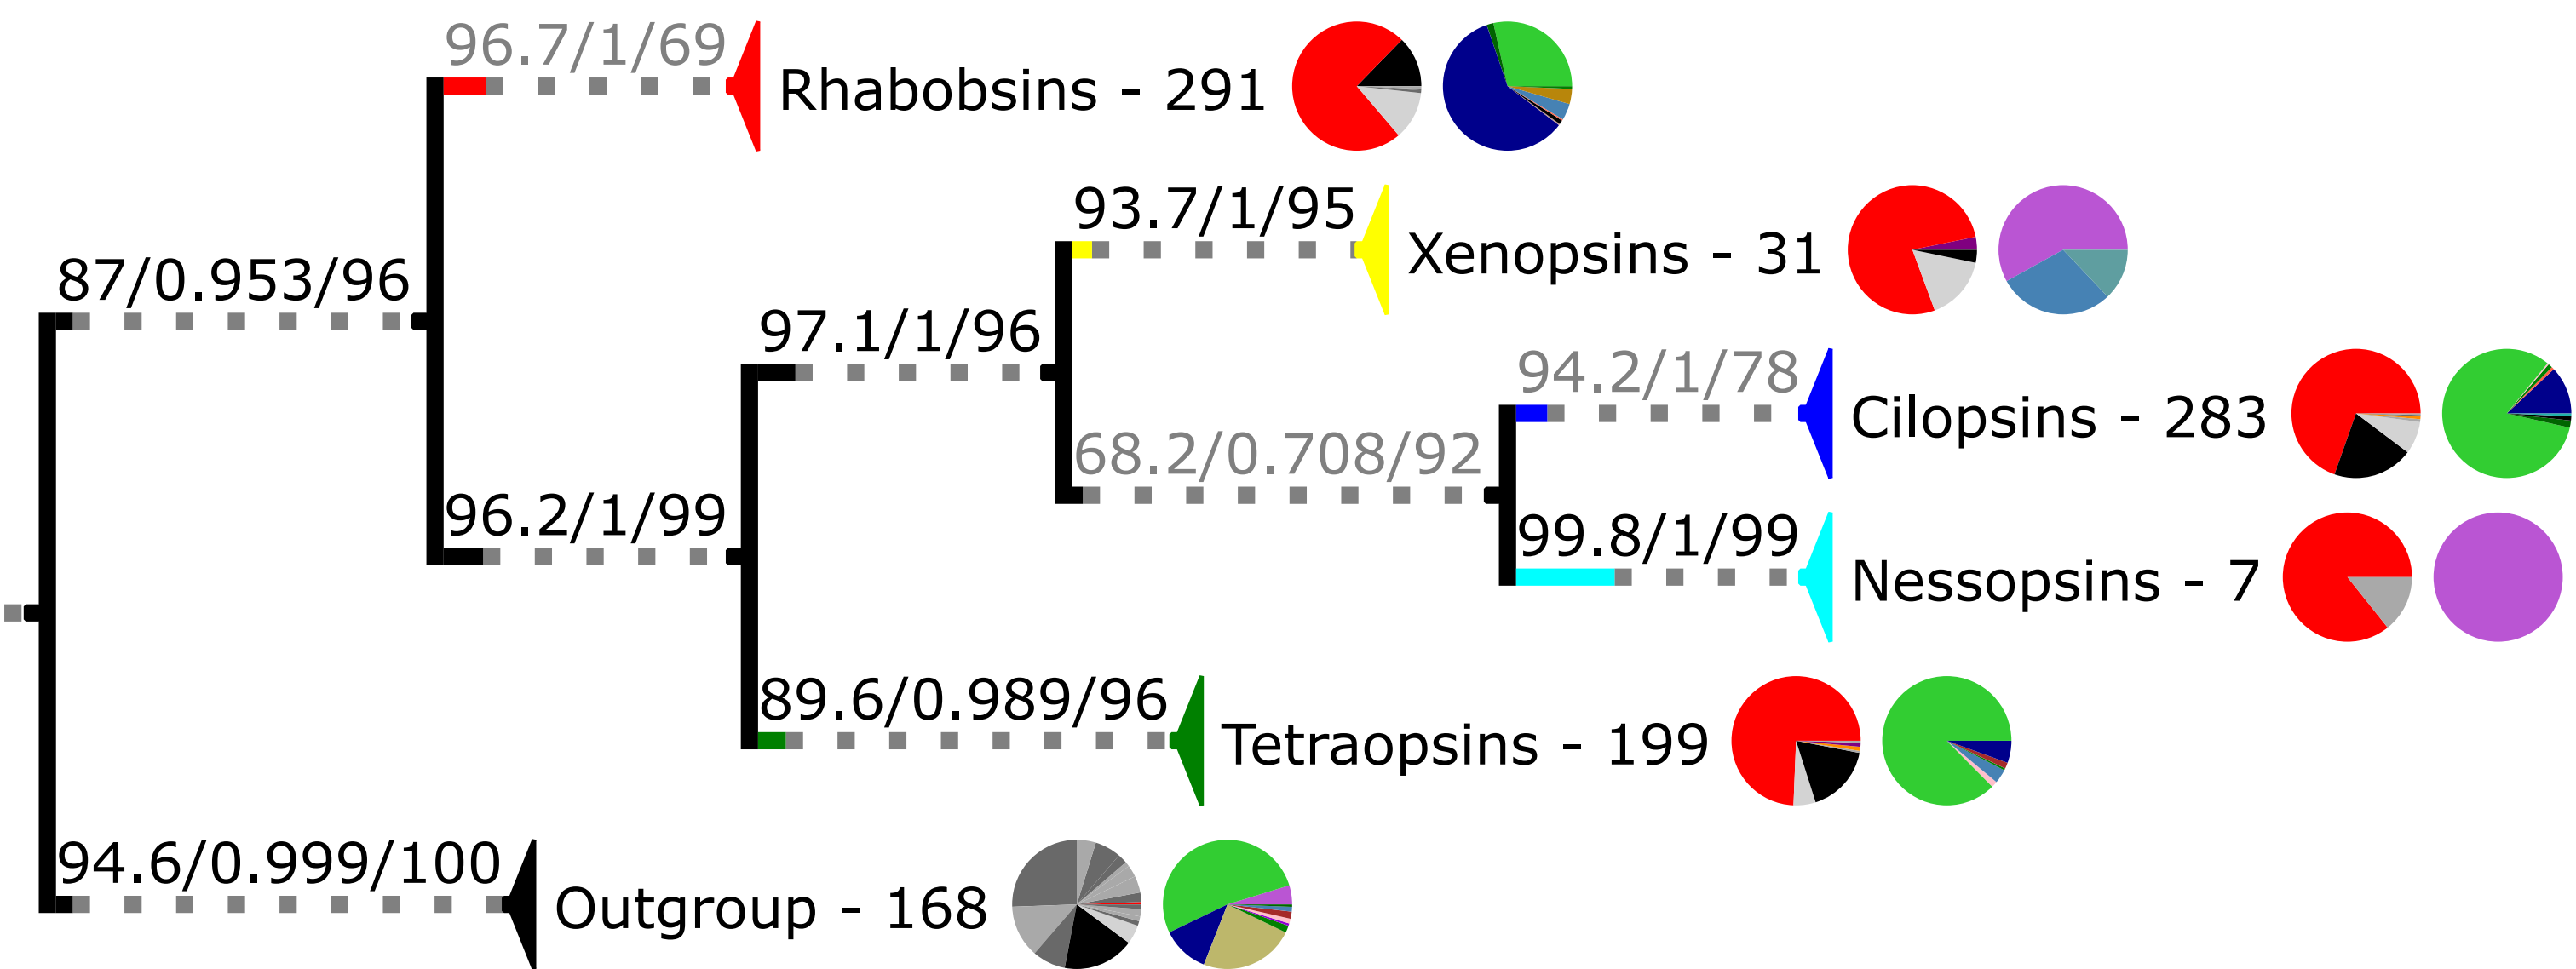 96.7/1/69
Rhabobsins - 291
93.7/1/95
Xenopsins - 31
87/0.953/96
97.1/1/96
94.2/1/78
Cilopsins - 283
68.2/0.708/92
96.2/1/99
99.8/1/99
Nessopsins - 7
89.6/0.989/96
Tetraopsins - 199
94.6/0.999/100
Outgroup - 168